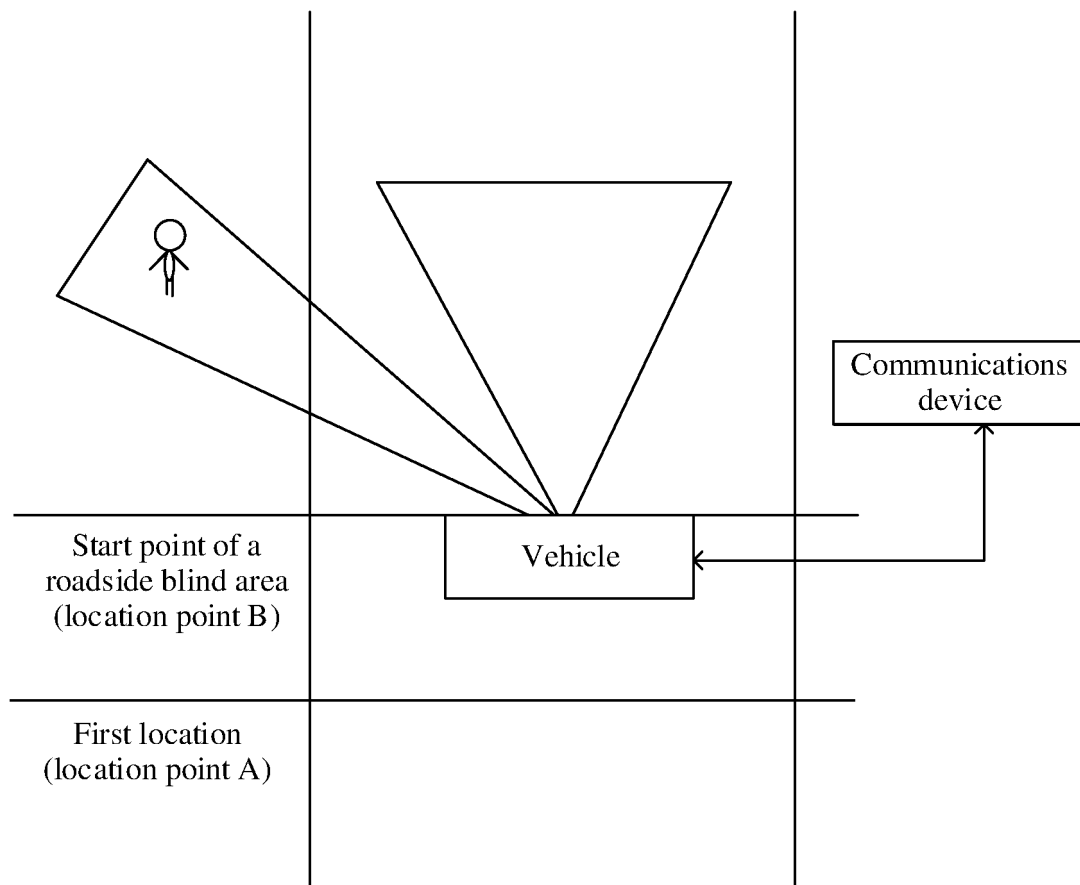 Communications
device
Start point of a
roadside blind area
(location point B)
Vehicle
First location
(location point A)